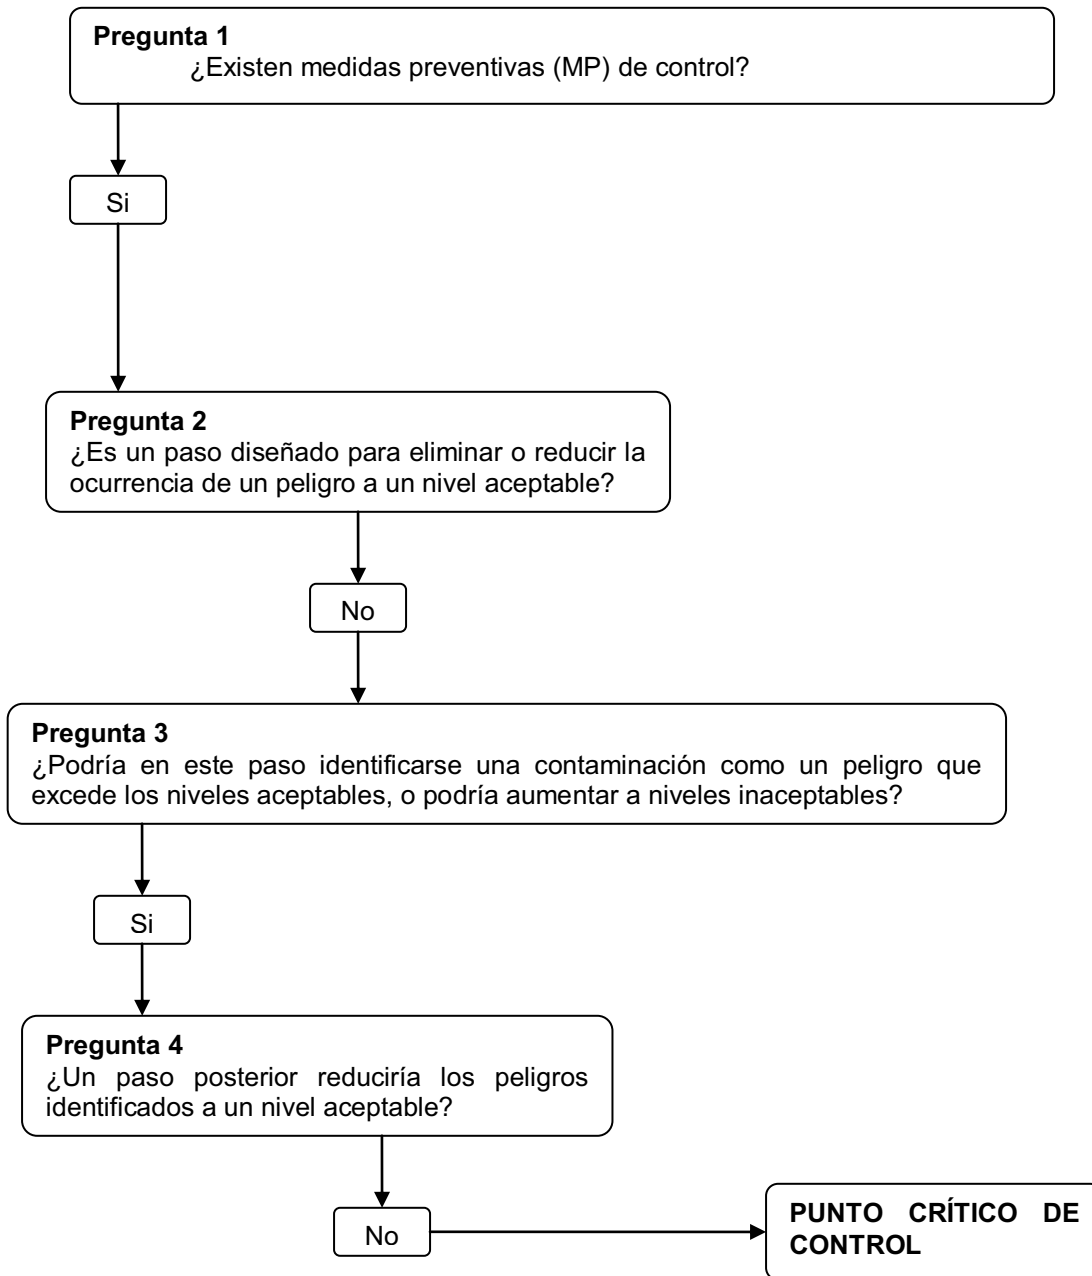 Pregunta 1
¿Existen medidas preventivas (MP) de control?
Si
Pregunta 2
¿Es un paso diseñado para eliminar o reducir la
ocurrencia de un peligro a un nivel aceptable?
No
Pregunta 3
¿Podría en este paso identificarse una contaminación como un peligro que
excede los niveles aceptables, o podría aumentar a niveles inaceptables?
Si
Pregunta 4
¿Un paso posterior reduciría los peligros
identificados a un nivel aceptable?
No
PUNTO CRÍTICO DE
CONTROL